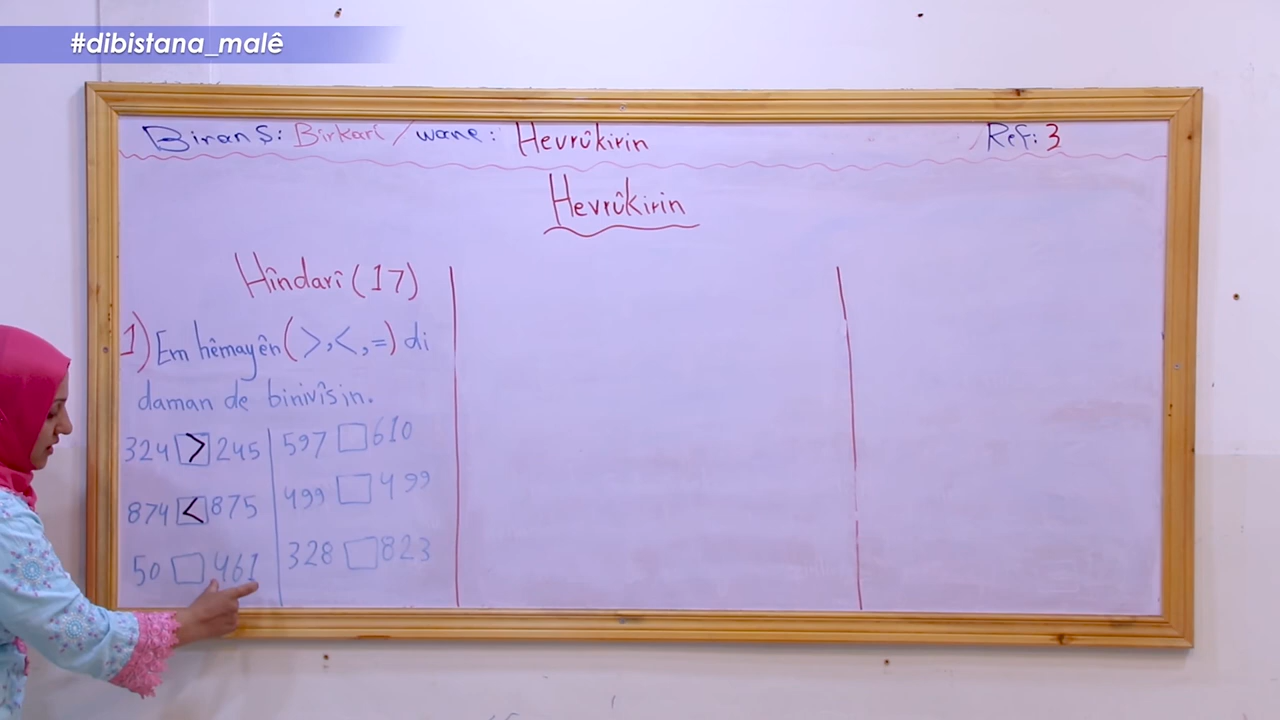 #dibistana_malê
Biranş: Birkarî / wane: Hevrûkirin
Ref: 3
Hevrûkirin
Hîndarî (17)
1) Em hêmayên (>,<,=) di
daman de binivîsin.
324 > 245
874 < 875
50 □ 461
597 □ 610
499 □ 499
328 □ 823